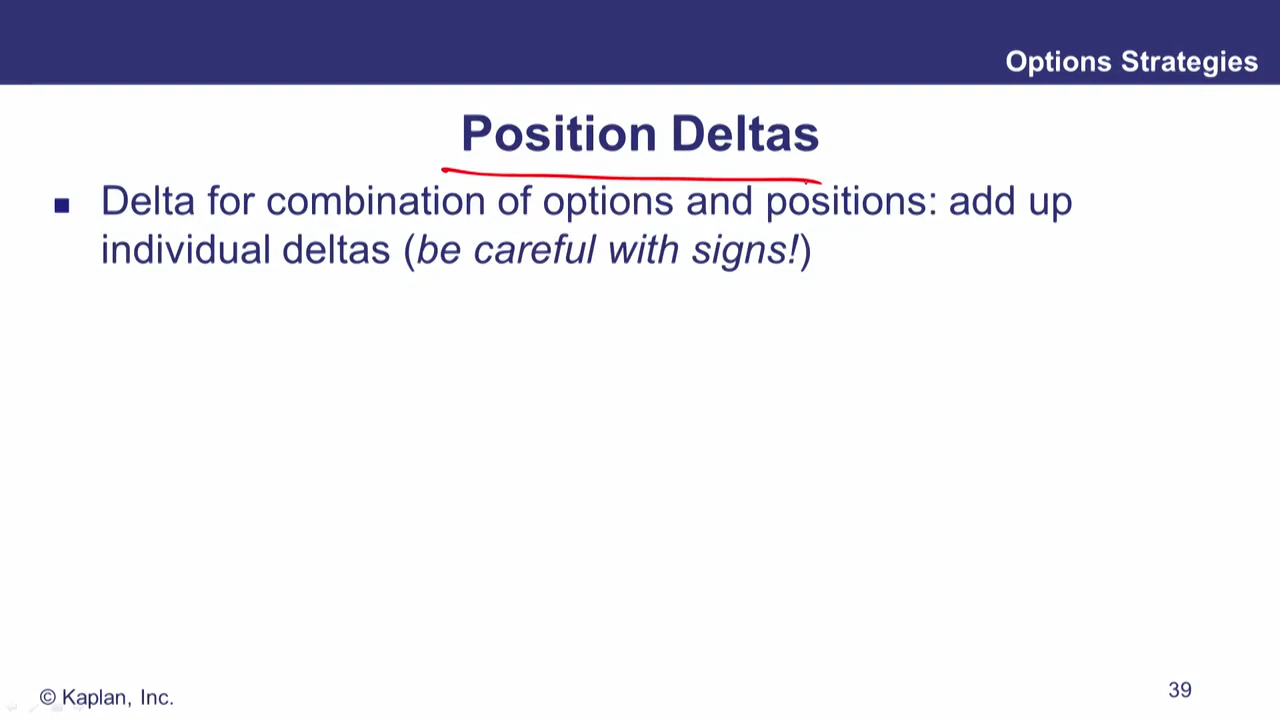 Options Strategies
Position Deltas
▪ Delta for combination of options and positions: add up
individual deltas (be careful with signs!)
© Kaplan, Inc.
39